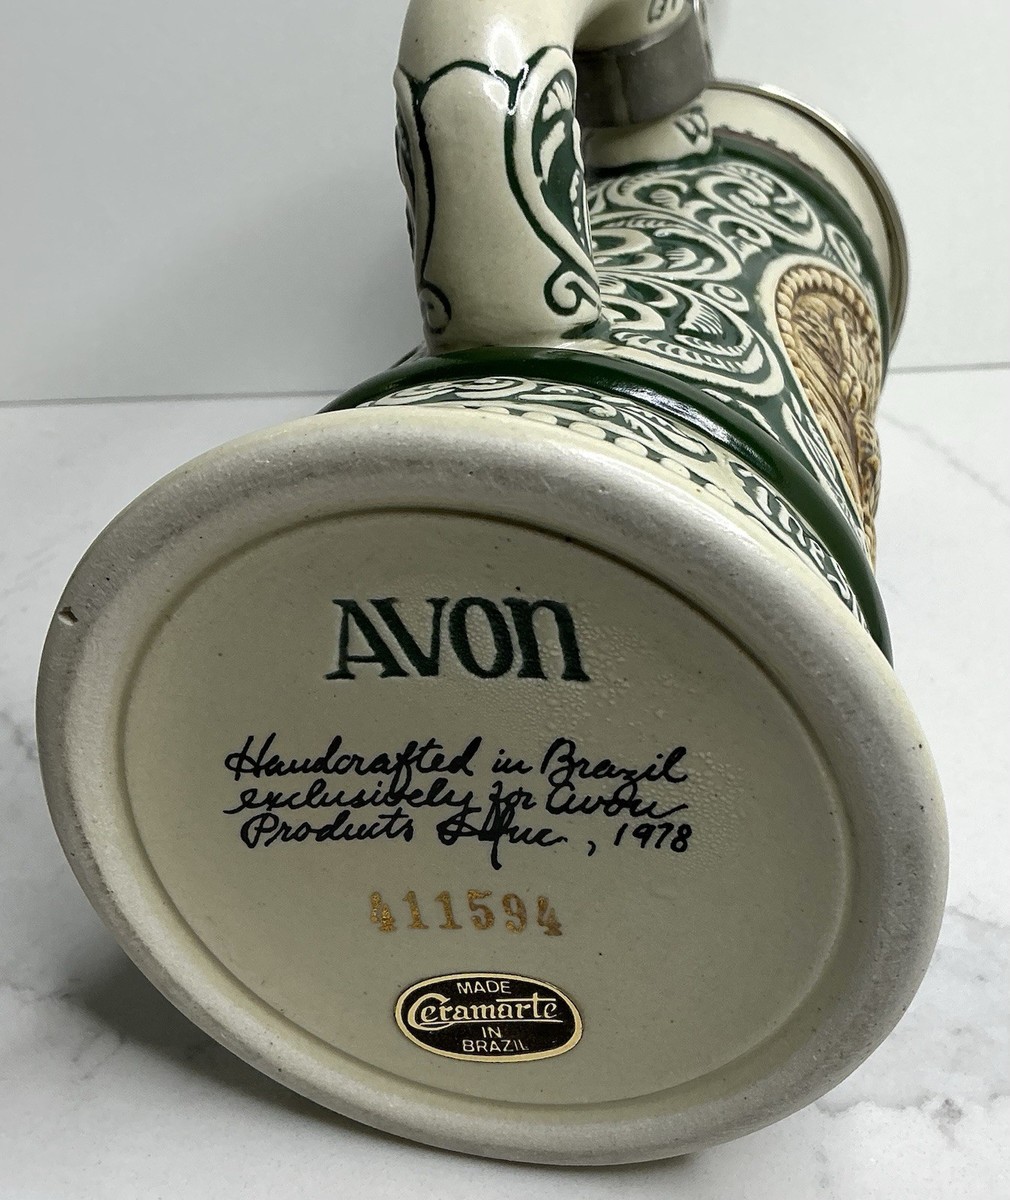 AVON
Handcrafted in Brazil
exclusively for Avon
Products Inc., 1978
411594
MADE
Ceramarte
IN
BRAZIL